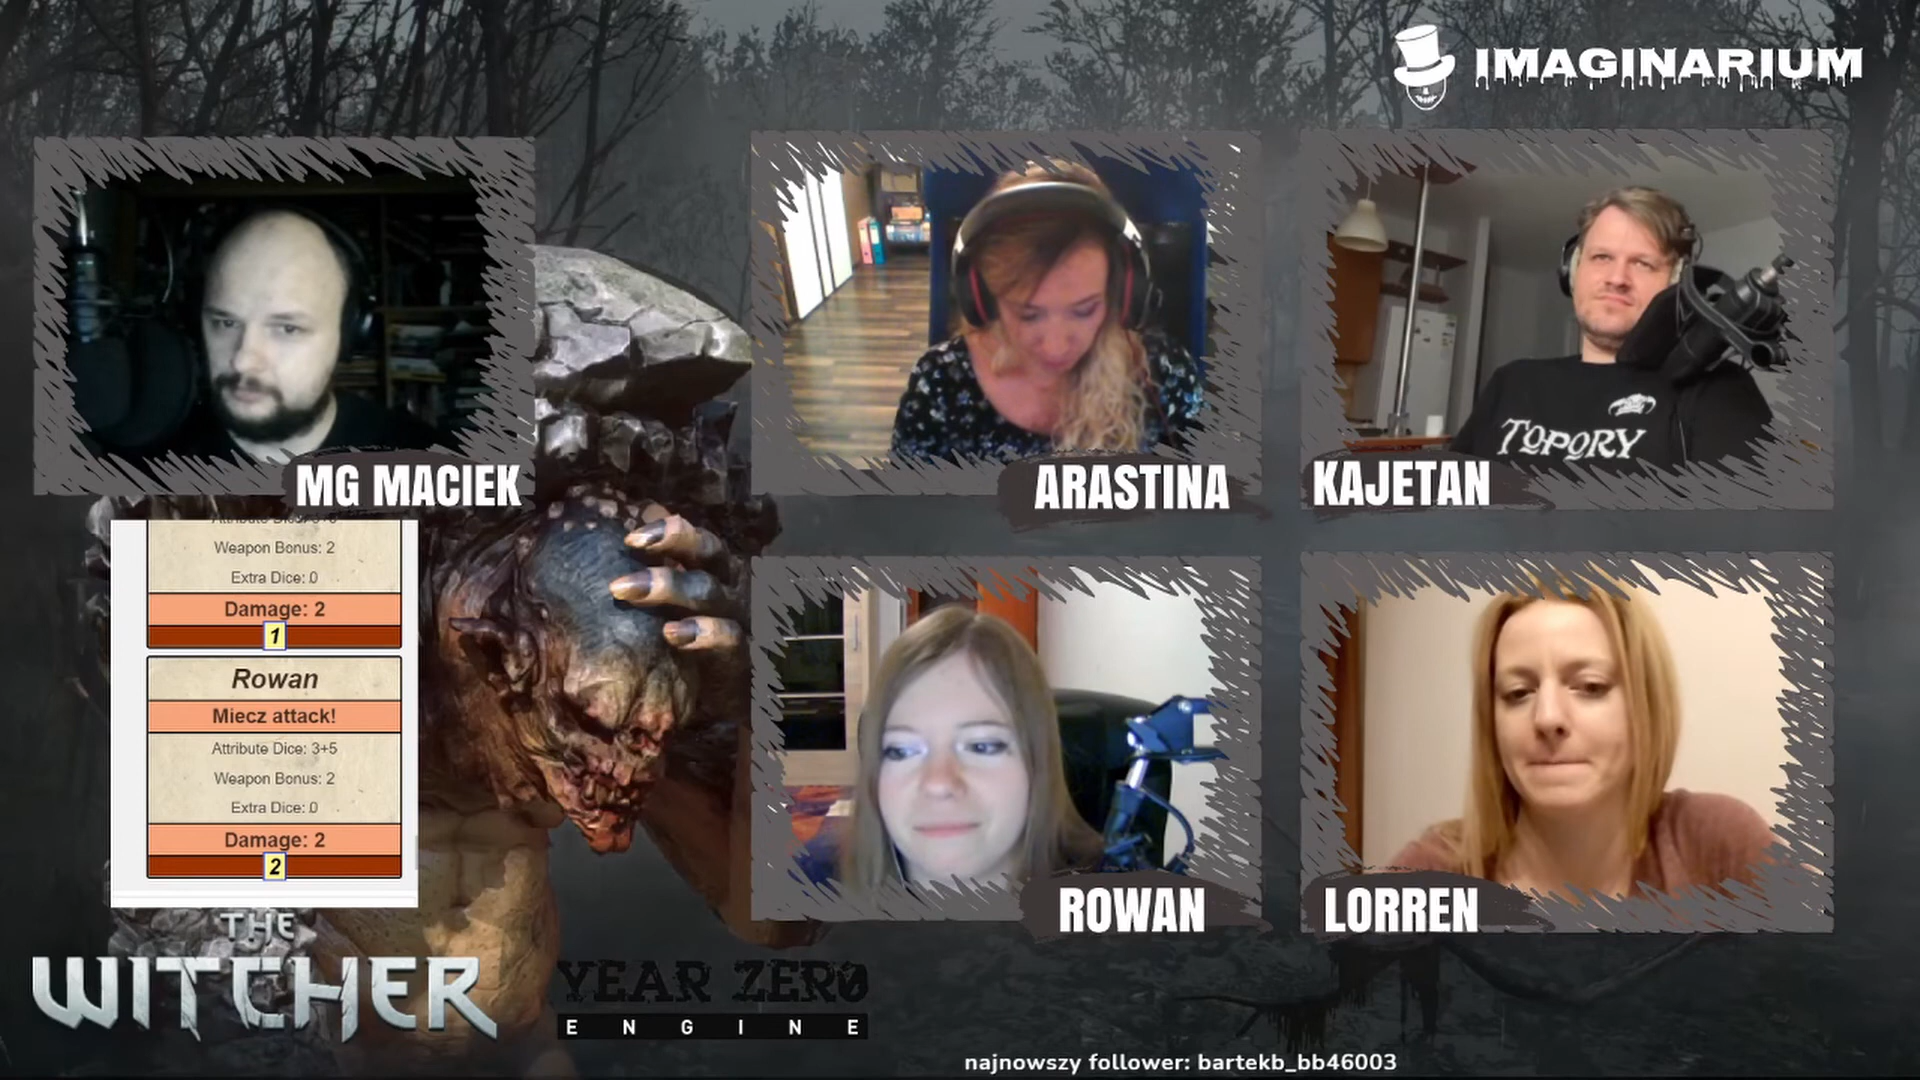 IMAGINARIUM
MG MACIEK
ARASTINA
KAJETAN
TOPORY
Weapon Bonus: 2
Extra Dice: 0
Damage: 2
1
Rowan
Miecz attack!
Attribute Dice: 3+5
Weapon Bonus: 2
Extra Dice: 0
Damage: 2
2
ROWAN
LORREN
THE
WITCHER
YEAR ZERØ
ENGINE
najnowszy follower: bartekb_bb46003